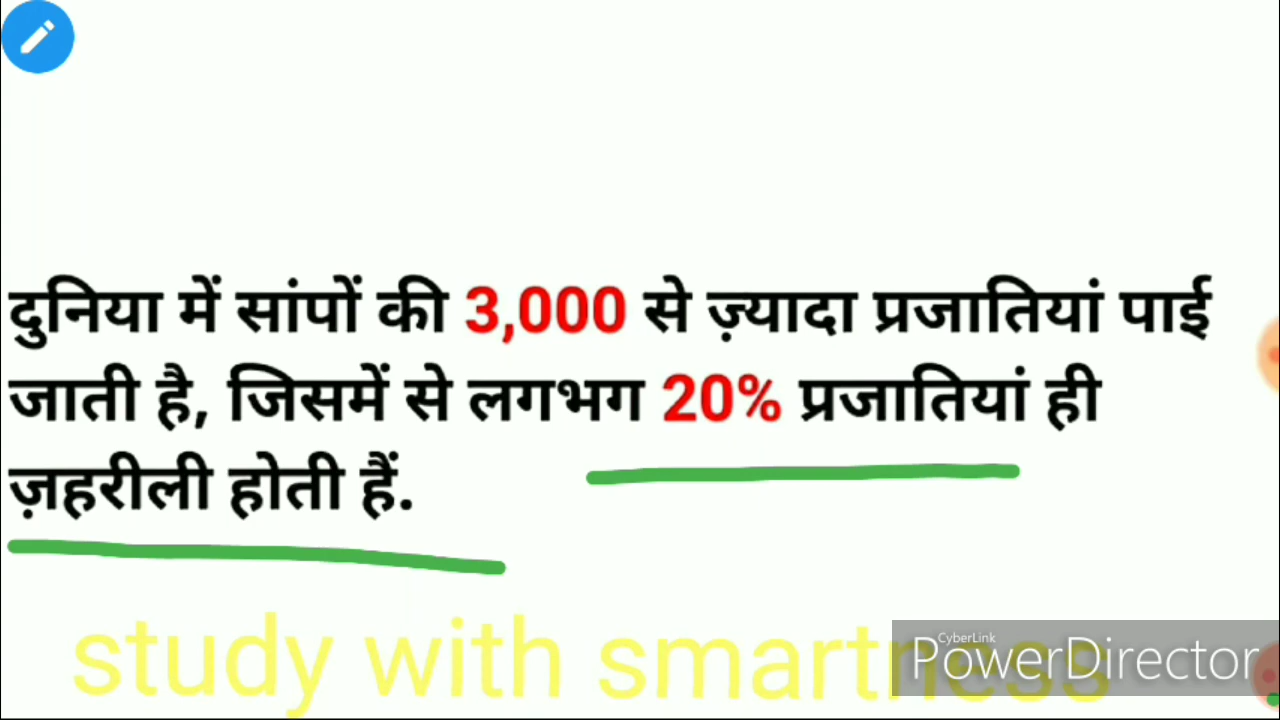 दुनिया में सांपों की 3,000 से ज़्यादा प्रजातियां पाई
जाती है, जिसमें से लगभग 20% प्रजातियां ही
ज़हरीली होती हैं.
study with smartness
CyberLink
PowerDirector